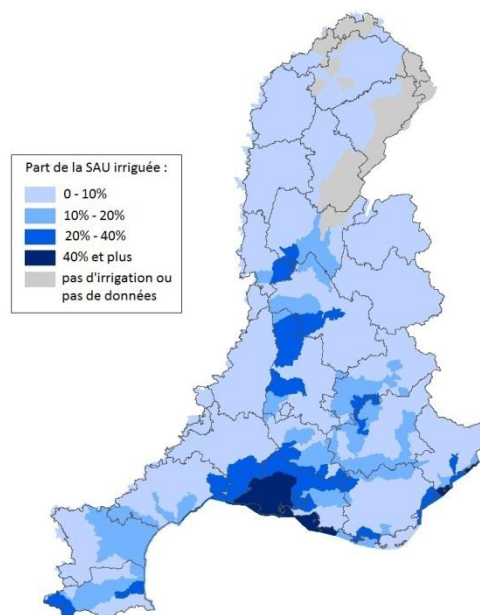 Part de la SAU irriguée :
0 - 10%
10% - 20%
20% - 40%
40% et plus
pas d'irrigation ou
pas de données